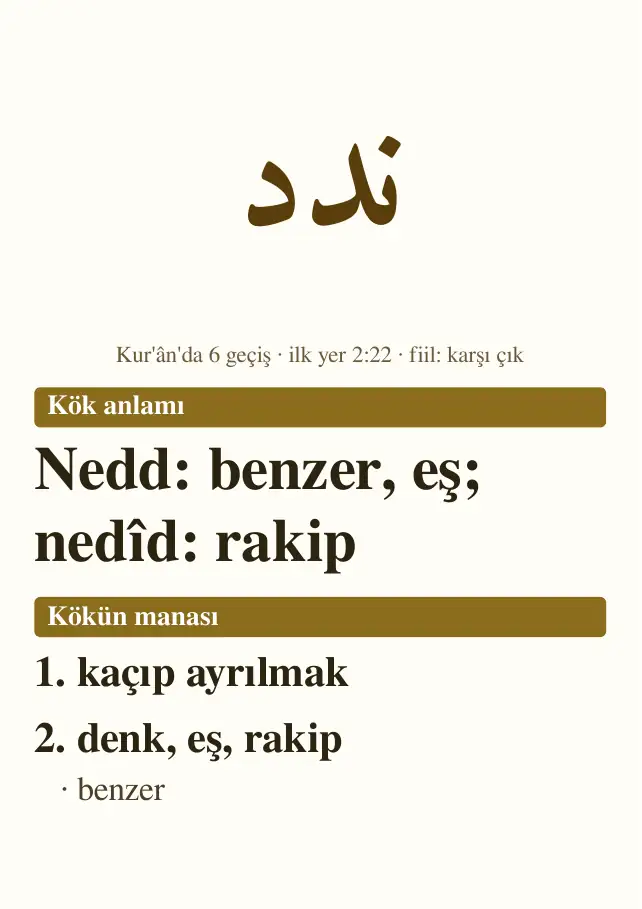 ندد
Kur'ân'da 6 geçiş · ilk yer 2:22 · fiil: karşı çık
Kök anlamı
Nedd: benzer, eş;
nedîd: rakip
Kökün manası
1. kaçıp ayrılmak
2. denk, eş, rakip
· benzer